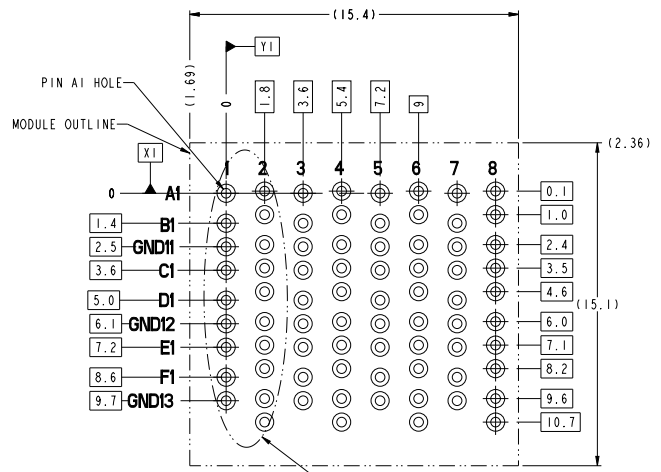 (15.4)
Y1
PIN A1 HOLE
(1.69)
0
1.8
3.6
5.4
7.2
9
MODULE OUTLINE
(2.36)
X1
1 2 3 4 5 6 7 8
0 A1 0.1
1.0
1.4 B1
2.5 GND11 2.4
3.6 C1 3.5
4.6
5.0 D1 (15.1)
6.1 GND12 6.0
7.2 E1 7.1
8.2
8.6 F1
9.7 GND13 9.6
10.7